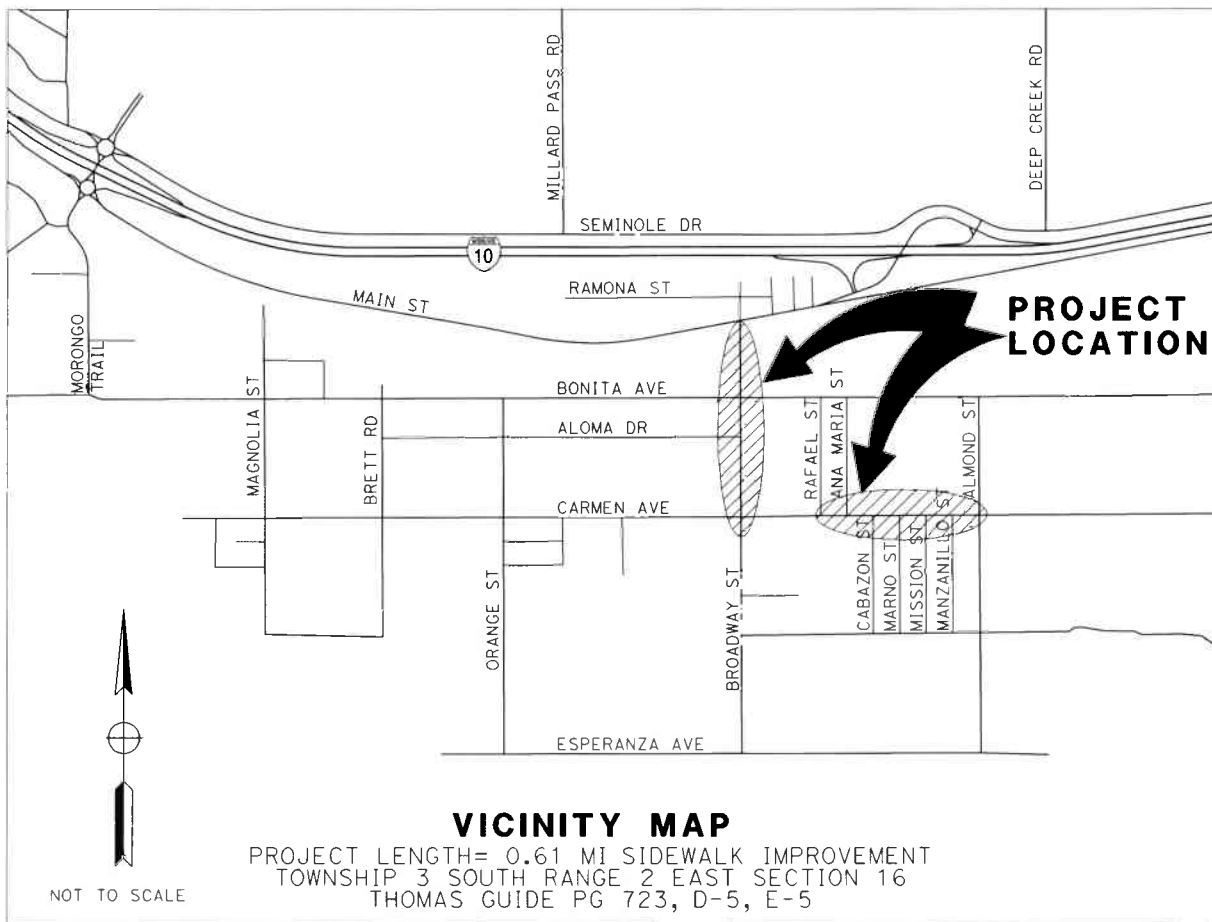 MILLARD PASS RD
DEEP CREEK RD
SEMINOLE DR
10
RAMONA ST
MAIN ST
PROJECT
LOCATION
MORONGO
TRAIL
MAGNOLIA ST
BRETT RD
BONITA AVE
ALOMA DR
RAFAEL ST
ANA MARIA ST
ALMOND ST
CARMEN AVE
ORANGE ST
BROADWAY ST
CABAZON ST
MARNO ST
MISSION ST
MANZANILLO ST
ESPERANZA AVE
VICINITY MAP
PROJECT LENGTH= 0.61 MI SIDEWALK IMPROVEMENT
TOWNSHIP 3 SOUTH RANGE 2 EAST SECTION 16
THOMAS GUIDE PG 723, D-5, E-5
NOT TO SCALE